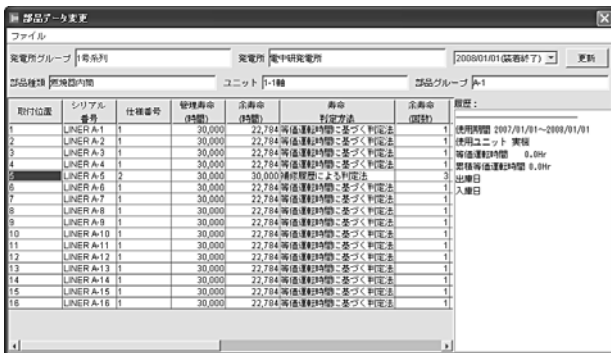 部品データ変更
ファイル
発電所グループ 1号系列 発電所 電中研発電所 2008/01/01(装着終了) 更新
部品種類 燃焼器内筒 ユニット 1-1軸 部品グループ A-1
取付位置 シリアル番号 仕様番号 管理寿命(時間) 余寿命(時間) 寿命判定方法 余寿命(回数)
1 LINER A-1 1 30,000 22,784 等価運転時間に基づく判定法 1
2 LINER A-2 1 30,000 22,784 等価運転時間に基づく判定法 1
3 LINER A-3 1 30,000 22,784 等価運転時間に基づく判定法 1
4 LINER A-4 1 30,000 22,784 等価運転時間に基づく判定法 1
5 LINER A-5 2 30,000 30,000 補修履歴による判定法 3
6 LINER A-6 1 30,000 22,784 等価運転時間に基づく判定法 1
7 LINER A-7 1 30,000 22,784 等価運転時間に基づく判定法 1
8 LINER A-8 1 30,000 22,784 等価運転時間に基づく判定法 1
9 LINER A-9 1 30,000 22,784 等価運転時間に基づく判定法 1
10 LINER A-10 1 30,000 22,784 等価運転時間に基づく判定法 1
11 LINER A-11 1 30,000 22,784 等価運転時間に基づく判定法 1
12 LINER A-12 1 30,000 22,784 等価運転時間に基づく判定法 1
13 LINER A-13 1 30,000 22,784 等価運転時間に基づく判定法 1
14 LINER A-14 1 30,000 22,784 等価運転時間に基づく判定法 1
15 LINER A-15 1 30,000 22,784 等価運転時間に基づく判定法 1
16 LINER A-16 1 30,000 22,784 等価運転時間に基づく判定法 1
履歴:
使用期間 2007/01/01～2008/01/01
使用ユニット 実機
等価運転時間 0.0Hr
累積等価運転時間 0.0Hr
出庫日
入庫日